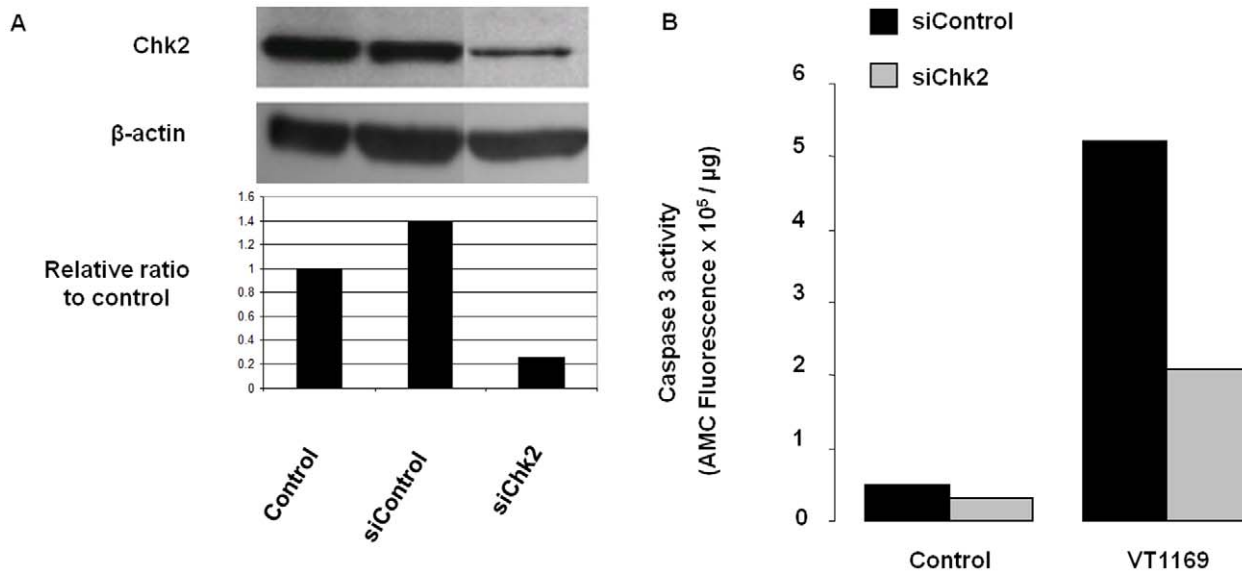 A
Chk2
β-actin
Relative ratio
to control
1.6
1.4
1.2
1
0.8
0.6
0.4
0.2
0
Control
siControl
siChk2
B
siControl
siChk2
Caspase 3 activity
(AMC Fluorescence x 10⁵ / µg)
6
5
4
3
2
1
0
Control
VT1169